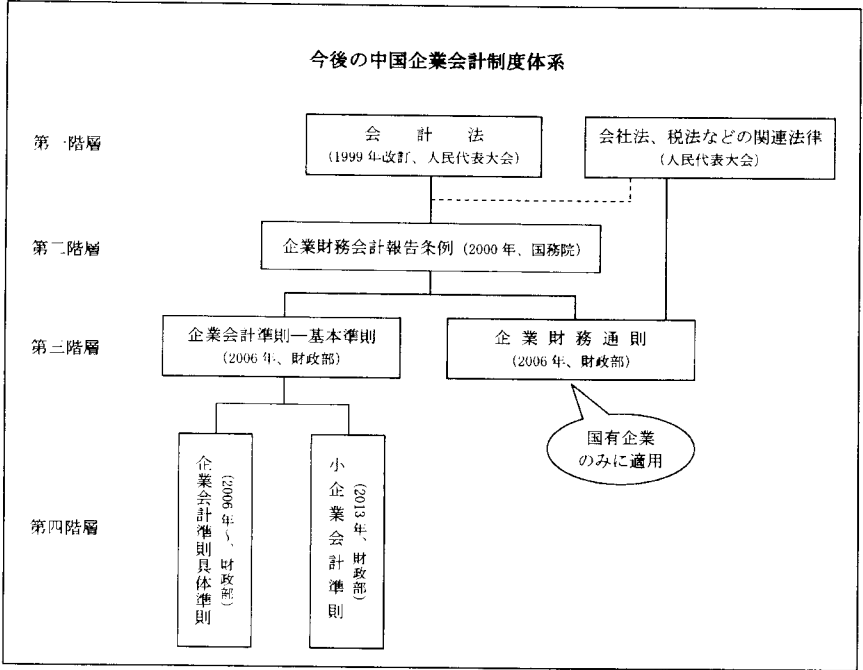 今後の中国企業会計制度体系
第一階層
会計法
(1999年改訂、人民代表大会)
会社法、税法などの関連法律
(人民代表大会)
第二階層
企業財務会計報告条例 (2000年、国務院)
第三階層
企業会計準則―基本準則
(2006年、財政部)
企業財務通則
(2006年、財政部)
国有企業
のみに適用
第四階層
企業会計準則具体準則
(2006年~、財政部)
小企業会計準則
(2013年、財政部)